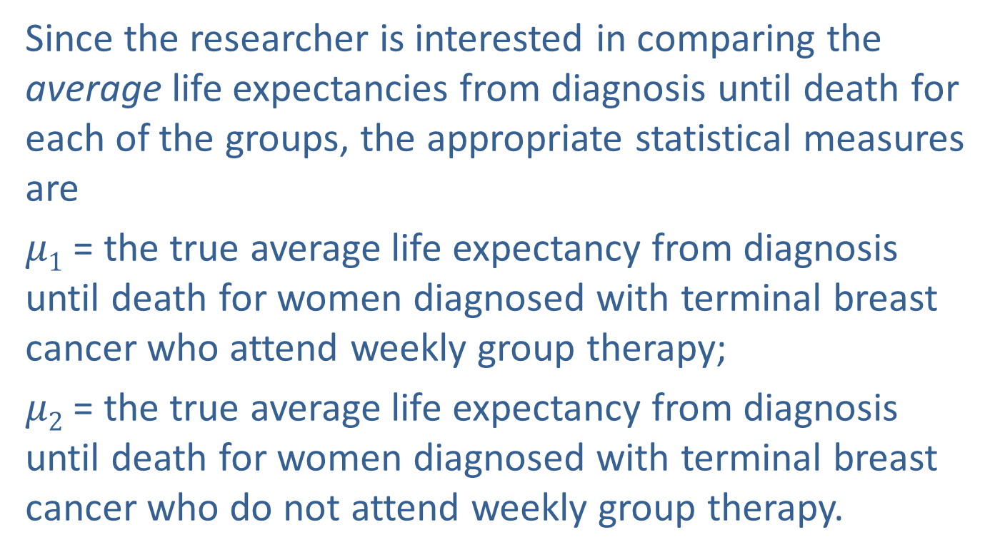 Since the researcher is interested in comparing the
average life expectancies from diagnosis until death for
each of the groups, the appropriate statistical measures
are
μ₁ = the true average life expectancy from diagnosis
until death for women diagnosed with terminal breast
cancer who attend weekly group therapy;
μ₂ = the true average life expectancy from diagnosis
until death for women diagnosed with terminal breast
cancer who do not attend weekly group therapy.